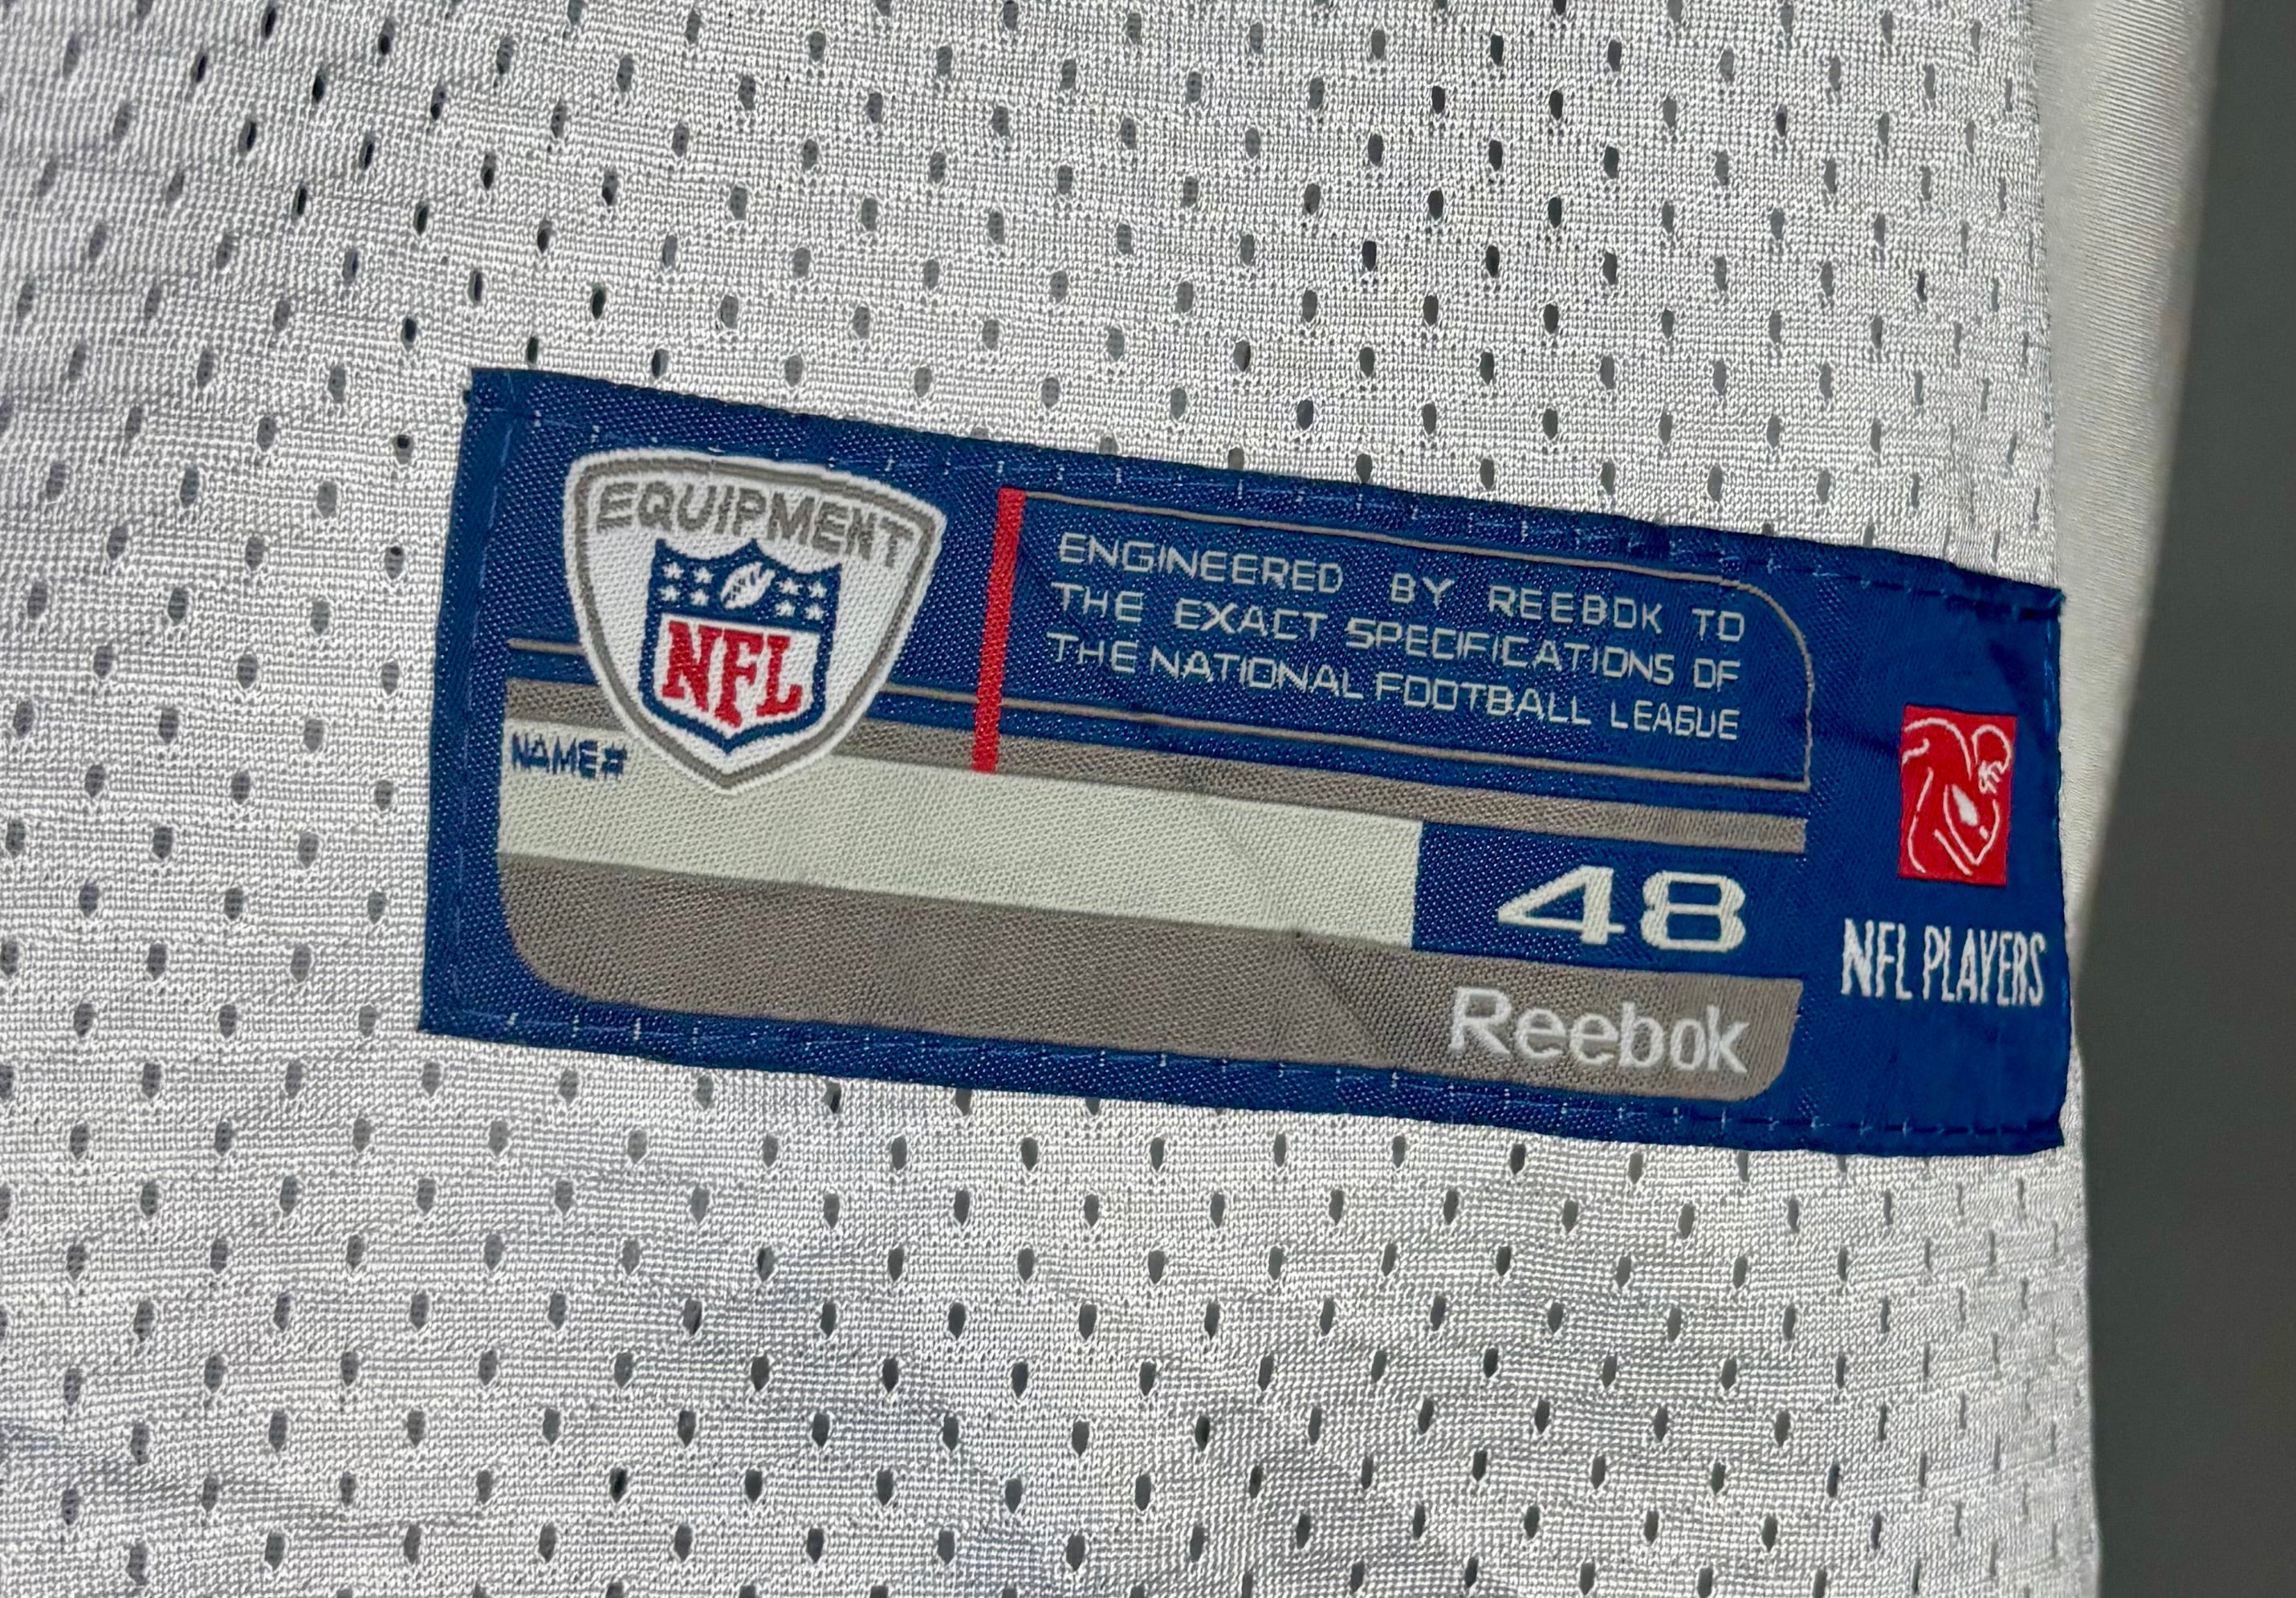 EQUIPMENT
NFL
ENGINEERED BY REEBOK TO
THE EXACT SPECIFICATIONS OF
THE NATIONAL FOOTBALL LEAGUE
NAME#
48
Reebok
NFL PLAYERS